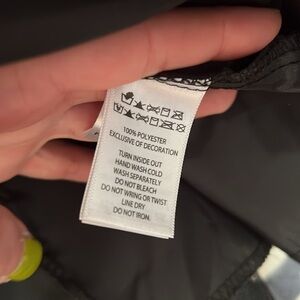 100% POLYESTER
EXCLUSIVE OF DECORATION
TURN INSIDE OUT
HAND WASH COLD
WASH SEPARATELY
DO NOT BLEACH
DO NOT WRING OR TWIST
LINE DRY
DO NOT IRON.